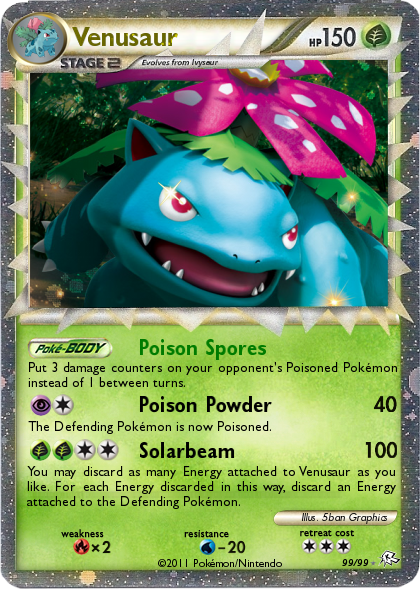 Venusaur
HP 150
STAGE 2
Evolves from Ivysaur
Poké-BODY Poison Spores
Put 3 damage counters on your opponent's Poisoned Pokémon
instead of 1 between turns.
Poison Powder 40
The Defending Pokémon is now Poisoned.
Solarbeam 100
You may discard as many Energy attached to Venusaur as you
like. For each Energy discarded in this way, discard an Energy
attached to the Defending Pokémon.
Illus. 5ban Graphics
weakness resistance retreat cost
×2 -20
©2011 Pokémon/Nintendo 99/99